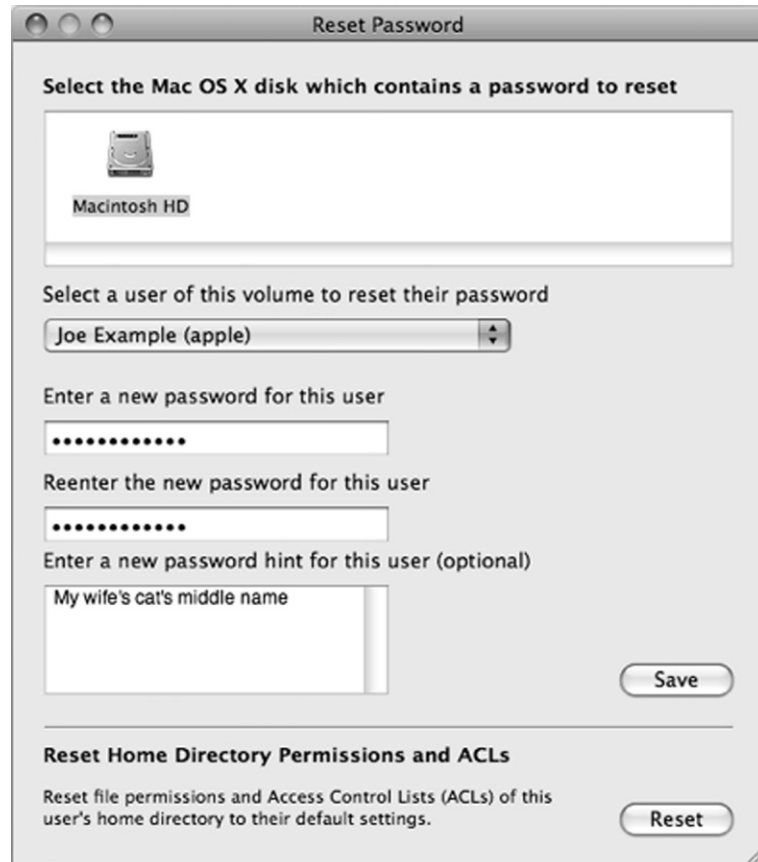 Reset Password
Select the Mac OS X disk which contains a password to reset
Macintosh HD
Select a user of this volume to reset their password
Joe Example (apple)
Enter a new password for this user
••••••••••••
Reenter the new password for this user
••••••••••••
Enter a new password hint for this user (optional)
My wife's cat's middle name
Save
Reset Home Directory Permissions and ACLs
Reset file permissions and Access Control Lists (ACLs) of this
user's home directory to their default settings.
Reset